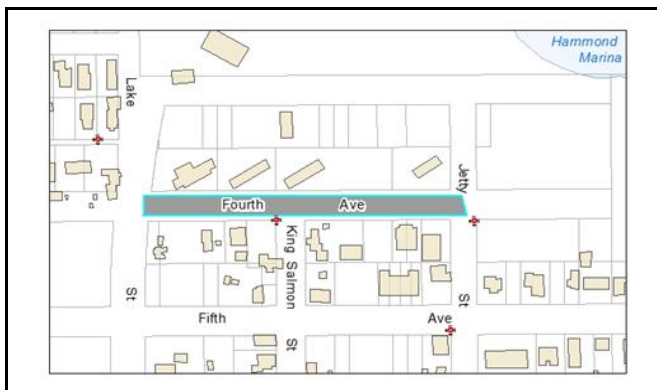 Hammond
Marina
Lake
St
Jetty
St
Fourth Ave
King Salmon
St
Fifth Ave